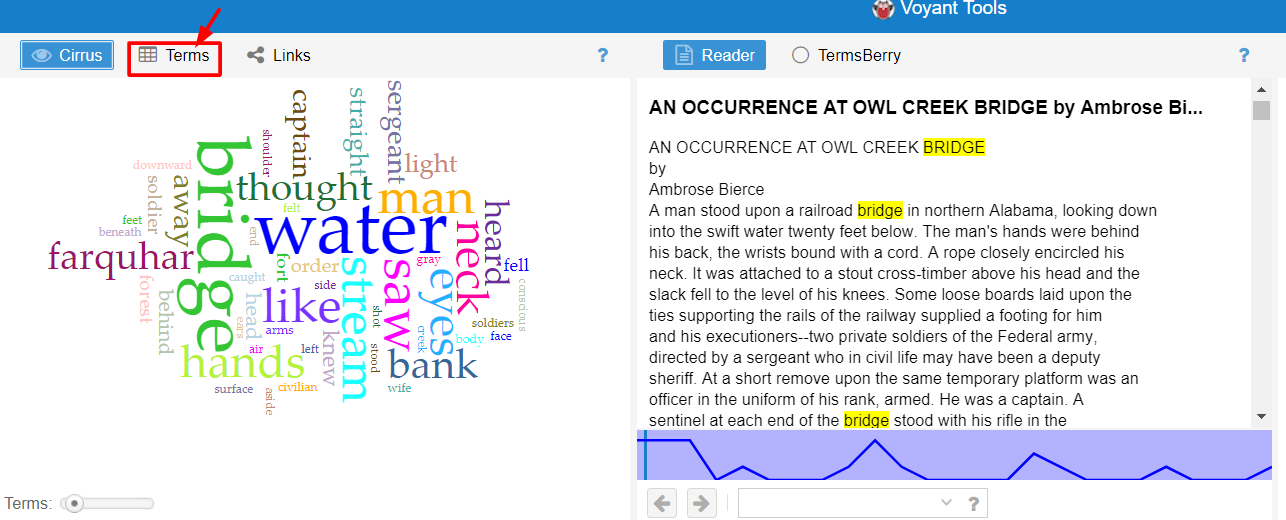 Voyant Tools
Cirrus
Terms
Links
?
Reader
TermsBerry
?
captain
straight
sergeant
shoulder
light
downward
bridge
thought
man
soldier
away
felt
water
heard
neck
feet
beneath
end
farquhar
fort
order
stream
saw
gray
eyes
fell
caught
side
conscious
forest
behind
head
like
shot
ears
arms
knew
creek
soldiers
body
face
air
left
stood
hands
bank
surface
aside
civilian
wife
Terms:
AN OCCURRENCE AT OWL CREEK BRIDGE by Ambrose Bi...
AN OCCURRENCE AT OWL CREEK BRIDGE
by
Ambrose Bierce
A man stood upon a railroad bridge in northern Alabama, looking down
into the swift water twenty feet below. The man's hands were behind
his back, the wrists bound with a cord. A rope closely encircled his
neck. It was attached to a stout cross-timber above his head and the
slack fell to the level of his knees. Some loose boards laid upon the
ties supporting the rails of the railway supplied a footing for him
and his executioners--two private soldiers of the Federal army,
directed by a sergeant who in civil life may have been a deputy
sheriff. At a short remove upon the same temporary platform was an
officer in the uniform of his rank, armed. He was a captain. A
sentinel at each end of the bridge stood with his rifle in the
?